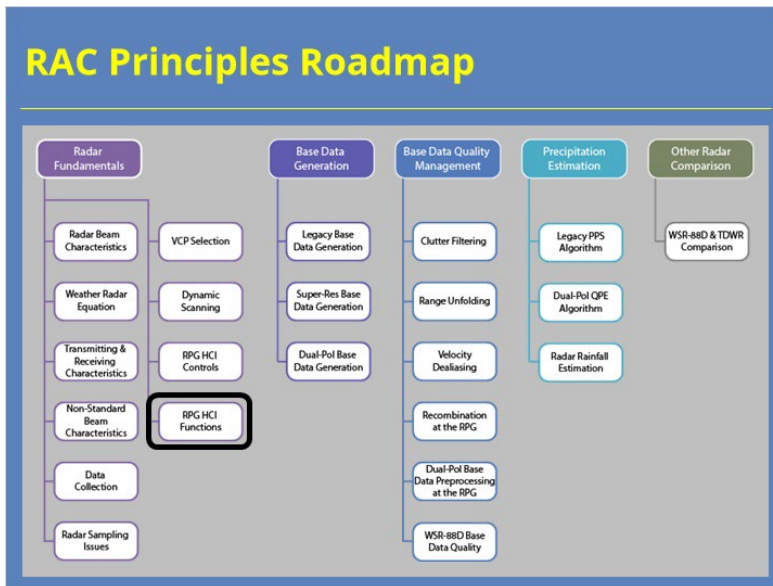 RAC Principles Roadmap
Radar
Fundamentals
Radar Beam
Characteristics
Weather Radar
Equation
Transmitting &
Receiving
Characteristics
Non-Standard
Beam
Characteristics
Data
Collection
Radar Sampling
Issues
VCP Selection
Dynamic
Scanning
RPG HCI
Controls
RPG HCI
Functions
Base Data
Generation
Legacy Base
Data Generation
Super-Res Base
Data Generation
Dual-Pol Base
Data Generation
Base Data Quality
Management
Clutter Filtering
Range Unfolding
Velocity
Dealiasing
Recombination
at the RPG
Dual-Pol Base
Data Preprocessing
at the RPG
WSR-88D Base
Data Quality
Precipitation
Estimation
Legacy PPS
Algorithm
Dual-Pol QPE
Algorithm
Radar Rainfall
Estimation
Other Radar
Comparison
WSR-88D & TDWR
Comparison